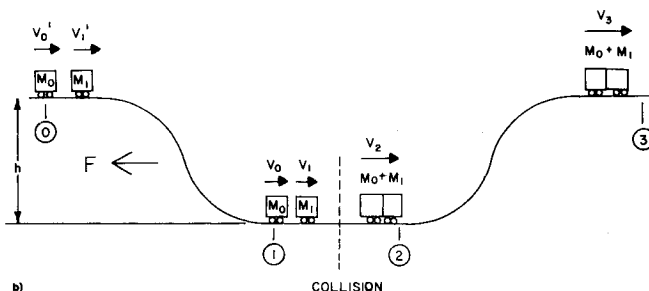 V₀' V₁' V₃
M₀ + M₁
M₀ M₁
0 3
h F
V₀ V₁ V₂
M₀+M₁
M₀ M₁
1 2
b) COLLISION